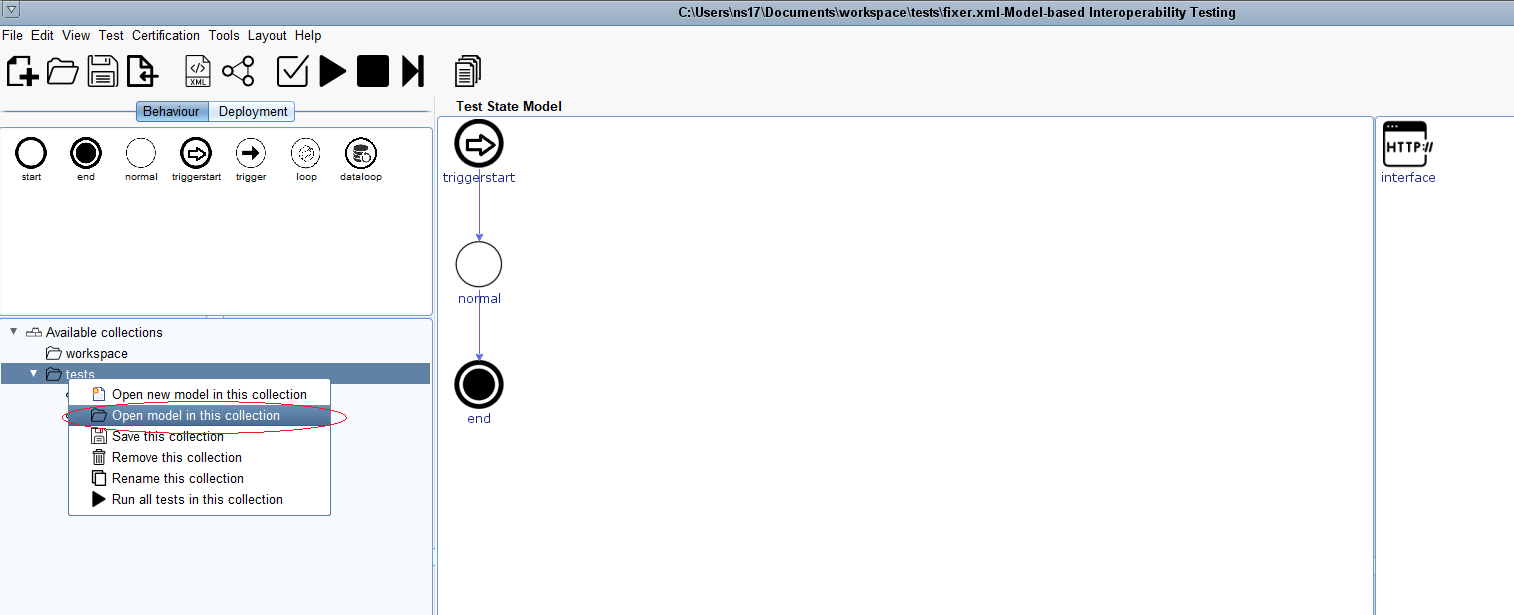 C:\Users\ns17\Documents\workspace\tests\fixer.xml-Model-based Interoperability Testing
File Edit View Test Certification Tools Layout Help
XML
Behaviour Deployment
start end normal triggerstart trigger loop dataloop
Available collections
workspace
tests
Open new model in this collection
Open model in this collection
Save this collection
Remove this collection
Rename this collection
Run all tests in this collection
Test State Model
triggerstart
normal
end
HTTP://
interface